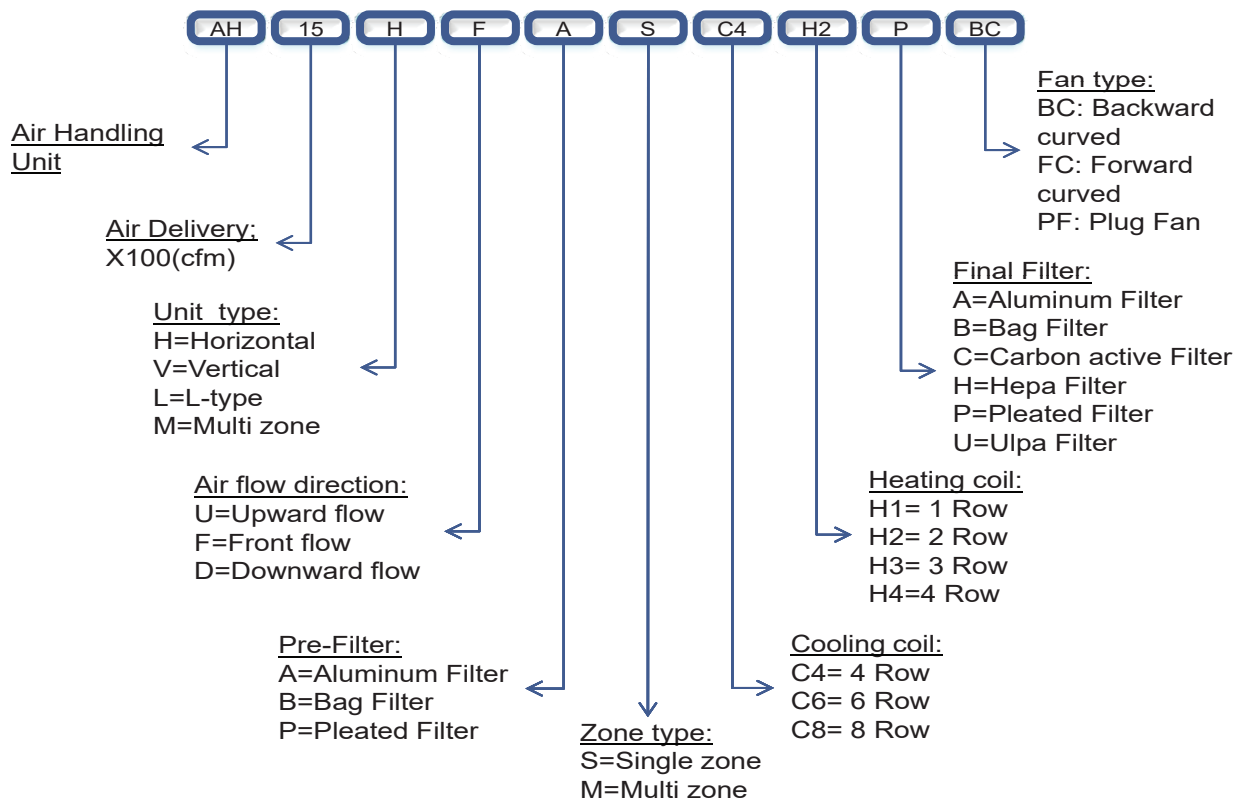 AH 15 H F A S C4 H2 P BC
Air Handling
Unit
Air Delivery;
X100(cfm)
Unit type:
H=Horizontal
V=Vertical
L=L-type
M=Multi zone
Air flow direction:
U=Upward flow
F=Front flow
D=Downward flow
Pre-Filter:
A=Aluminum Filter
B=Bag Filter
P=Pleated Filter
Zone type:
S=Single zone
M=Multi zone
Cooling coil:
C4= 4 Row
C6= 6 Row
C8= 8 Row
Heating coil:
H1= 1 Row
H2= 2 Row
H3= 3 Row
H4=4 Row
Final Filter:
A=Aluminum Filter
B=Bag Filter
C=Carbon active Filter
H=Hepa Filter
P=Pleated Filter
U=Ulpa Filter
Fan type:
BC: Backward
curved
FC: Forward
curved
PF: Plug Fan